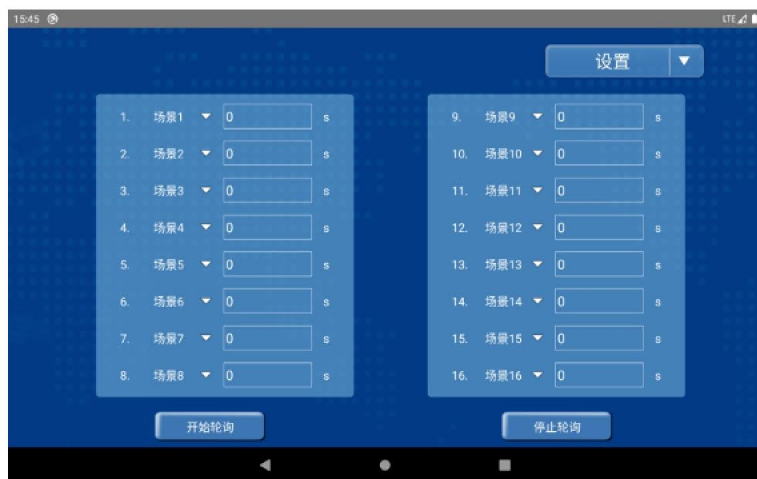 15:45 LTE
设置
1. 场景1 0 s
2. 场景2 0 s
3. 场景3 0 s
4. 场景4 0 s
5. 场景5 0 s
6. 场景6 0 s
7. 场景7 0 s
8. 场景8 0 s
9. 场景9 0 s
10. 场景10 0 s
11. 场景11 0 s
12. 场景12 0 s
13. 场景13 0 s
14. 场景14 0 s
15. 场景15 0 s
16. 场景16 0 s
开始轮询
停止轮询